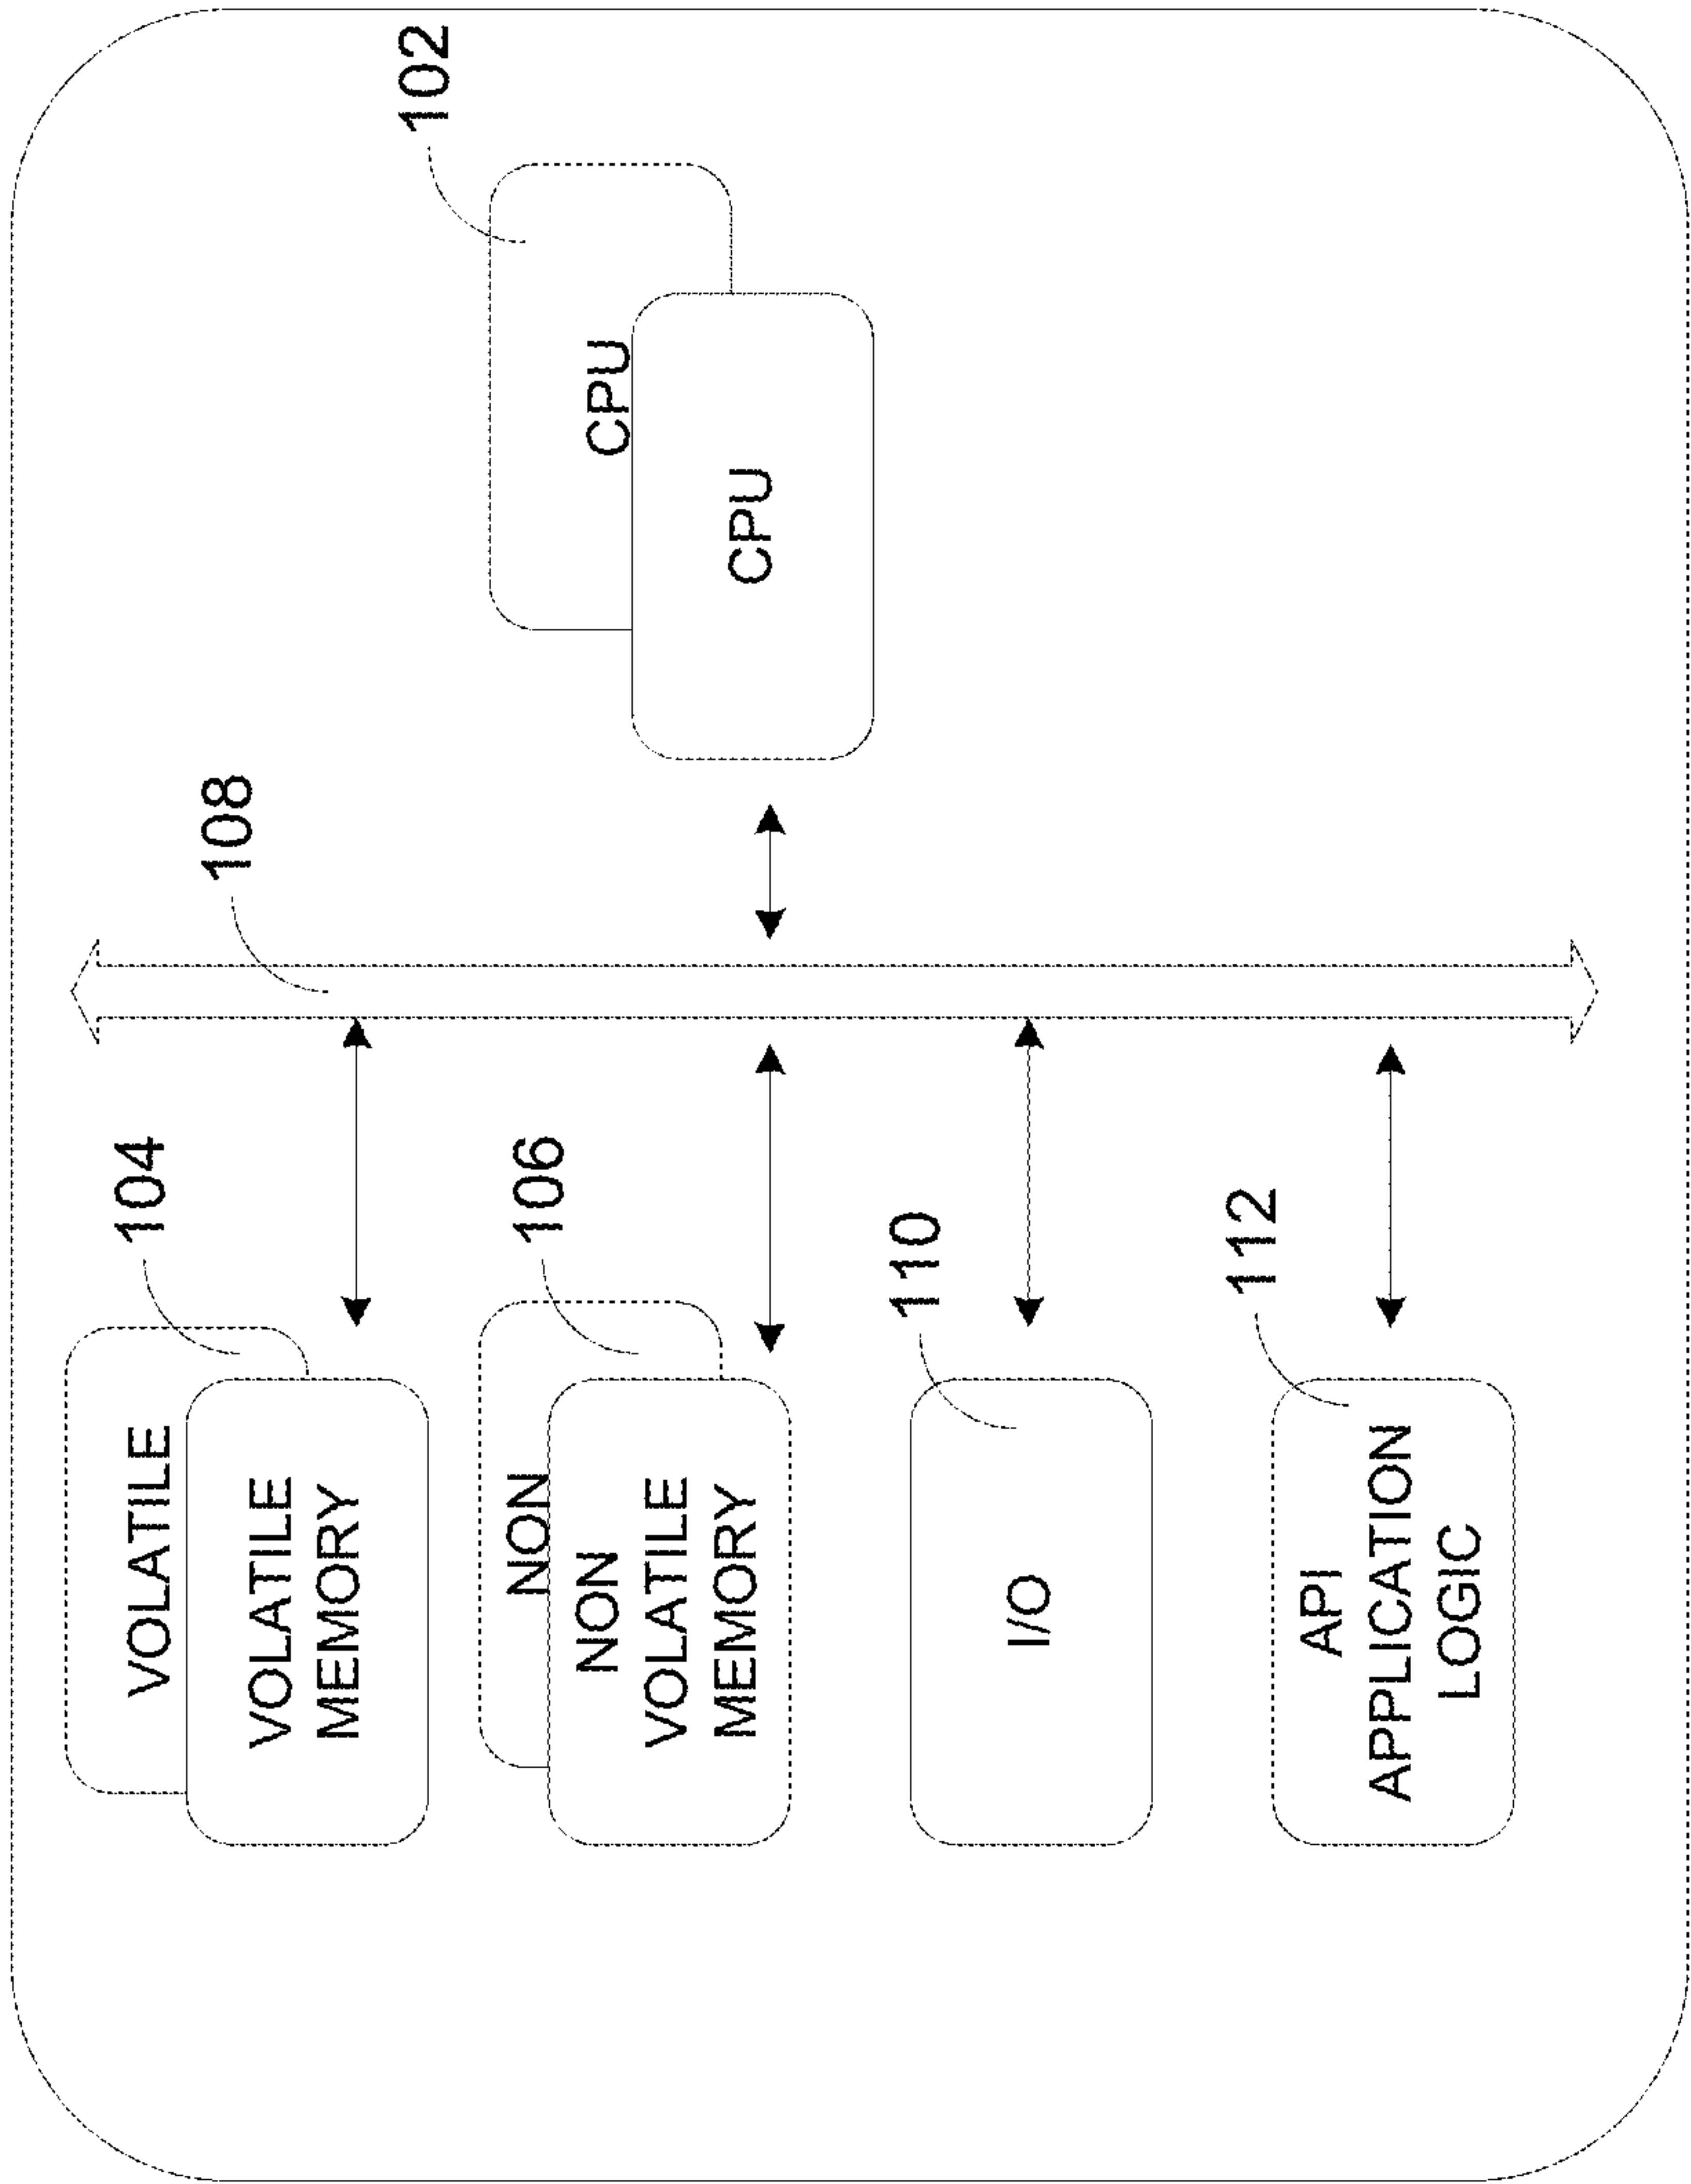 104
VOLATILE
VOLATILE
MEMORY
108
102
CPU
CPU
106
NON
NON
VOLATILE
MEMORY
110
I/O
112
API
APPLICATION
LOGIC